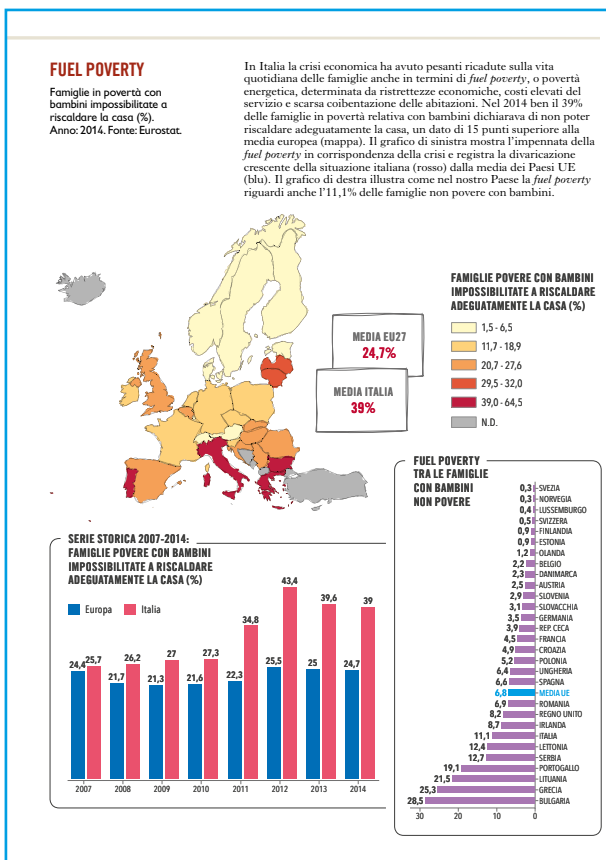 FUEL POVERTY
Famiglie in povertà con
bambini impossibilitate a
riscaldare la casa (%).
Anno: 2014. Fonte: Eurostat.
In Italia la crisi economica ha avuto pesanti ricadute sulla vita
quotidiana delle famiglie anche in termini di fuel poverty, o povertà
energetica, determinata da ristrettezze economiche, costi elevati del
servizio e scarsa coibentazione delle abitazioni. Nel 2014 ben il 39%
delle famiglie in povertà relativa con bambini dichiarava di non poter
riscaldare adeguatamente la casa, un dato di 15 punti superiore alla
media europea (mappa). Il grafico di sinistra mostra l'impennata della
fuel poverty in corrispondenza della crisi e registra la divaricazione
crescente della situazione italiana (rosso) dalla media dei Paesi UE
(blu). Il grafico di destra illustra come nel nostro Paese la fuel poverty
riguardi anche l'11,1% delle famiglie non povere con bambini.
FAMIGLIE POVERE CON BAMBINI
IMPOSSIBILITATE A RISCALDARE
ADEGUATAMENTE LA CASA (%)
1,5 - 6,5
11,7 - 18,9
20,7 - 27,6
29,5 - 32,0
39,0 - 64,5
N.D.
MEDIA EU27
24,7%
MEDIA ITALIA
39%
SERIE STORICA 2007-2014:
FAMIGLIE POVERE CON BAMBINI
IMPOSSIBILITATE A RISCALDARE
ADEGUATAMENTE LA CASA (%)
Europa Italia
24,4 25,7
21,7 26,2
21,3 27
21,6 27,3
22,3 34,8
25,5 43,4
25 39,6
24,7 39
2007 2008 2009 2010 2011 2012 2013 2014
FUEL POVERTY
TRA LE FAMIGLIE
CON BAMBINI
NON POVERE
0,3 SVEZIA
0,3 NORVEGIA
0,4 LUSSEMBURGO
0,5 SVIZZERA
0,9 FINLANDIA
0,9 ESTONIA
1,2 OLANDA
2,2 BELGIO
2,3 DANIMARCA
2,5 AUSTRIA
2,9 SLOVENIA
3,1 SLOVACCHIA
3,5 GERMANIA
3,9 REP. CECA
4,5 FRANCIA
4,9 CROAZIA
5,2 POLONIA
6,4 UNGHERIA
6,6 SPAGNA
6,8 MEDIA UE
6,9 ROMANIA
8,2 REGNO UNITO
8,7 IRLANDA
11,1 ITALIA
12,4 LETTONIA
12,7 SERBIA
19,1 PORTOGALLO
21,5 LITUANIA
25,3 GRECIA
28,5 BULGARIA
30 20 10 0